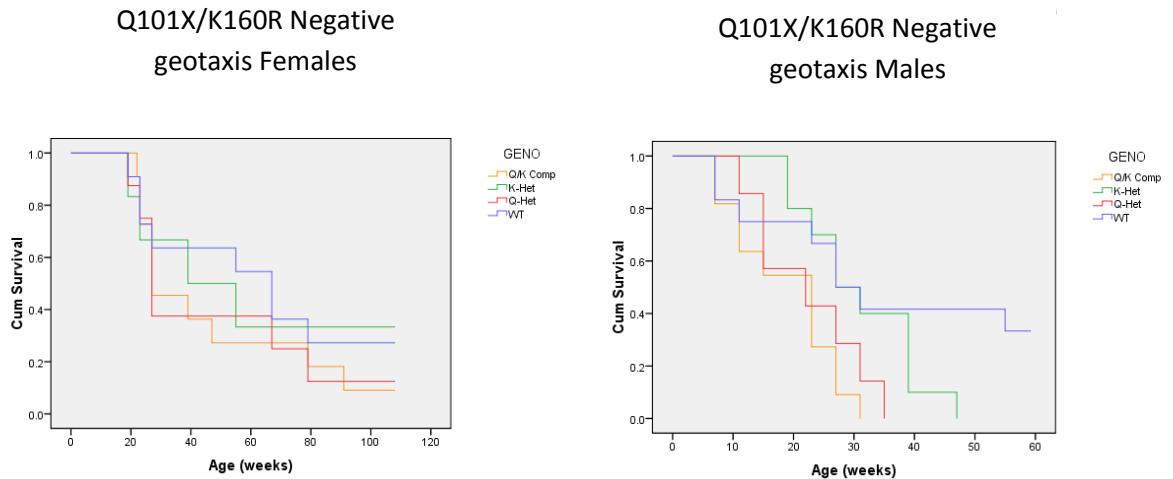 Q101X/K160R Negative
geotaxis Females
1.0
0.8
0.6
0.4
0.2
0.0
Cum Survival
0
20
40
60
80
100
120
Age (weeks)
GENO
Q/K Comp
K-Het
Q-Het
WT
Q101X/K160R Negative
geotaxis Males
1.0
0.8
0.6
0.4
0.2
0.0
Cum Survival
0
10
20
30
40
50
60
Age (weeks)
GENO
Q/K Comp
K-Het
Q-Het
WT